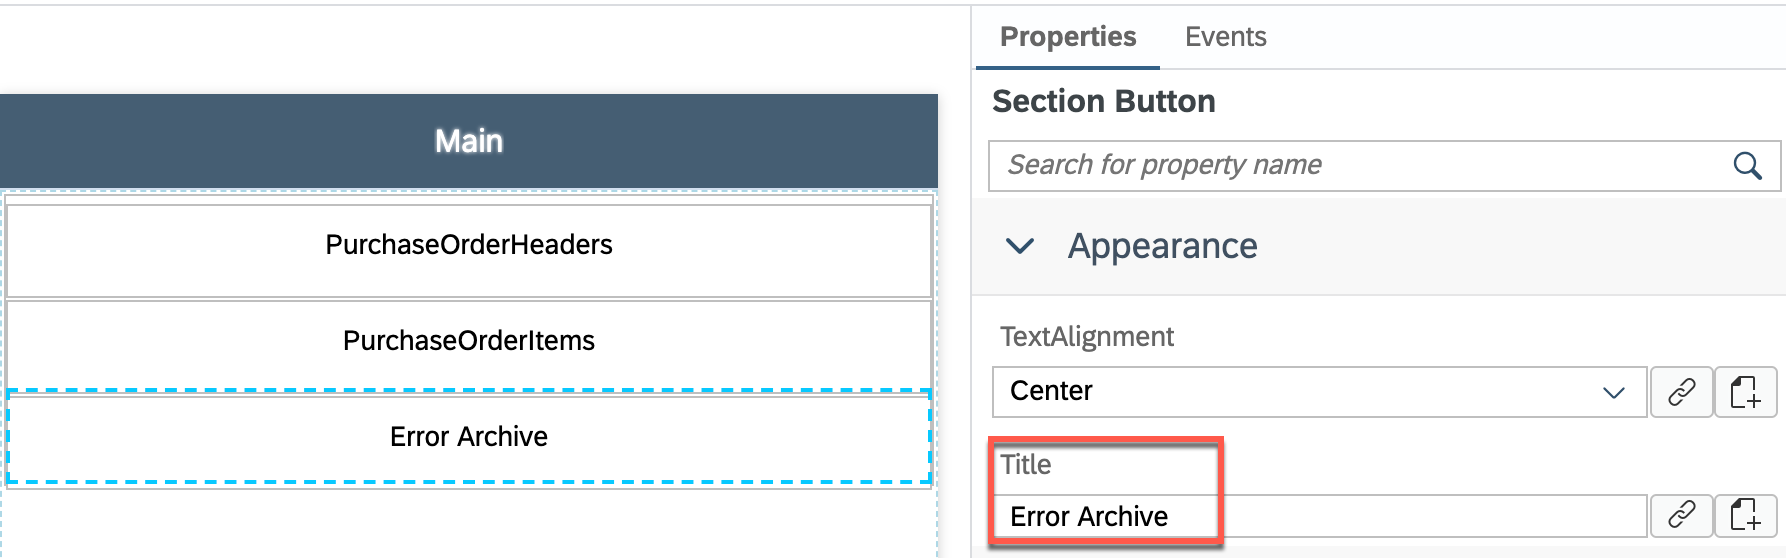 Main
PurchaseOrderHeaders
PurchaseOrderItems
Error Archive
Properties Events
Section Button
Search for property name
Appearance
TextAlignment
Center
Title
Error Archive